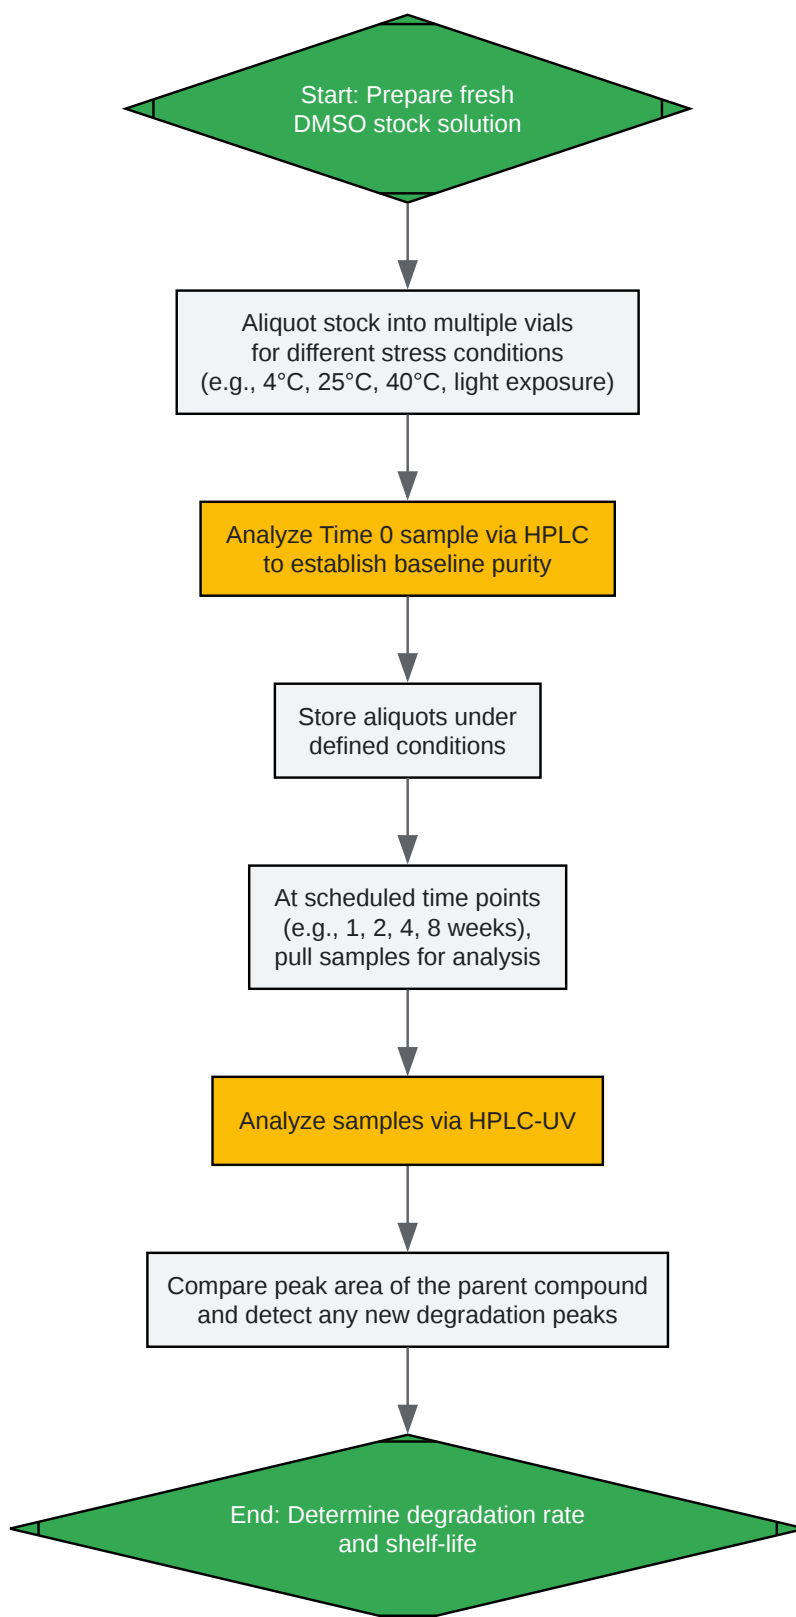 Start: Prepare fresh
DMSO stock solution
Aliquot stock into multiple vials
for different stress conditions
(e.g., 4°C, 25°C, 40°C, light exposure)
Analyze Time 0 sample via HPLC
to establish baseline purity
Store aliquots under
defined conditions
At scheduled time points
(e.g., 1, 2, 4, 8 weeks),
pull samples for analysis
Analyze samples via HPLC-UV
Compare peak area of the parent compound
and detect any new degradation peaks
End: Determine degradation rate
and shelf-life